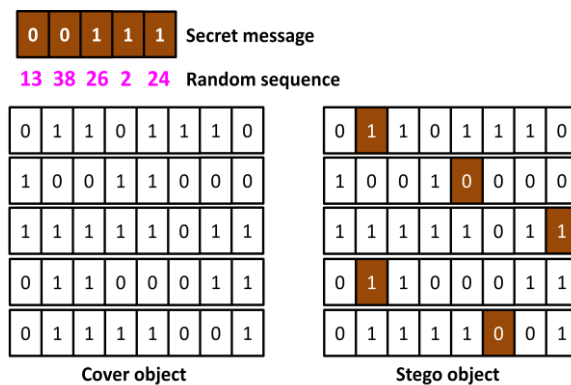 0 0 1 1 1 Secret message
13 38 26 2 24 Random sequence
0 1 1 0 1 1 1 0 0 1 1 0 1 1 1 0
1 0 0 1 1 0 0 0 1 0 0 1 0 0 0 0
1 1 1 1 1 0 1 1 1 1 1 1 1 0 1 1
0 1 1 0 0 0 1 1 0 1 1 0 0 0 1 1
0 1 1 1 1 0 0 1 0 1 1 1 1 0 0 1
Cover object Stego object